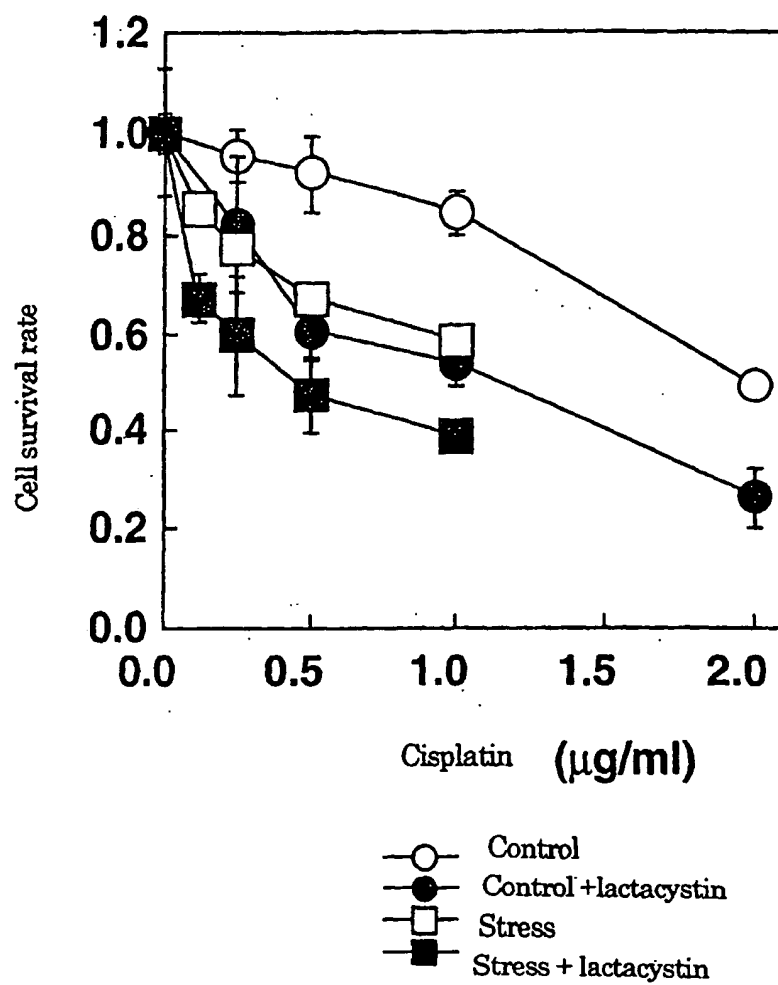 1.2
1.0
0.8
0.6
0.4
0.2
0.0
Cell survival rate
0.0 0.5 1.0 1.5 2.0
Cisplatin (μg/ml)
Control
Control+lactacystin
Stress
Stress + lactacystin